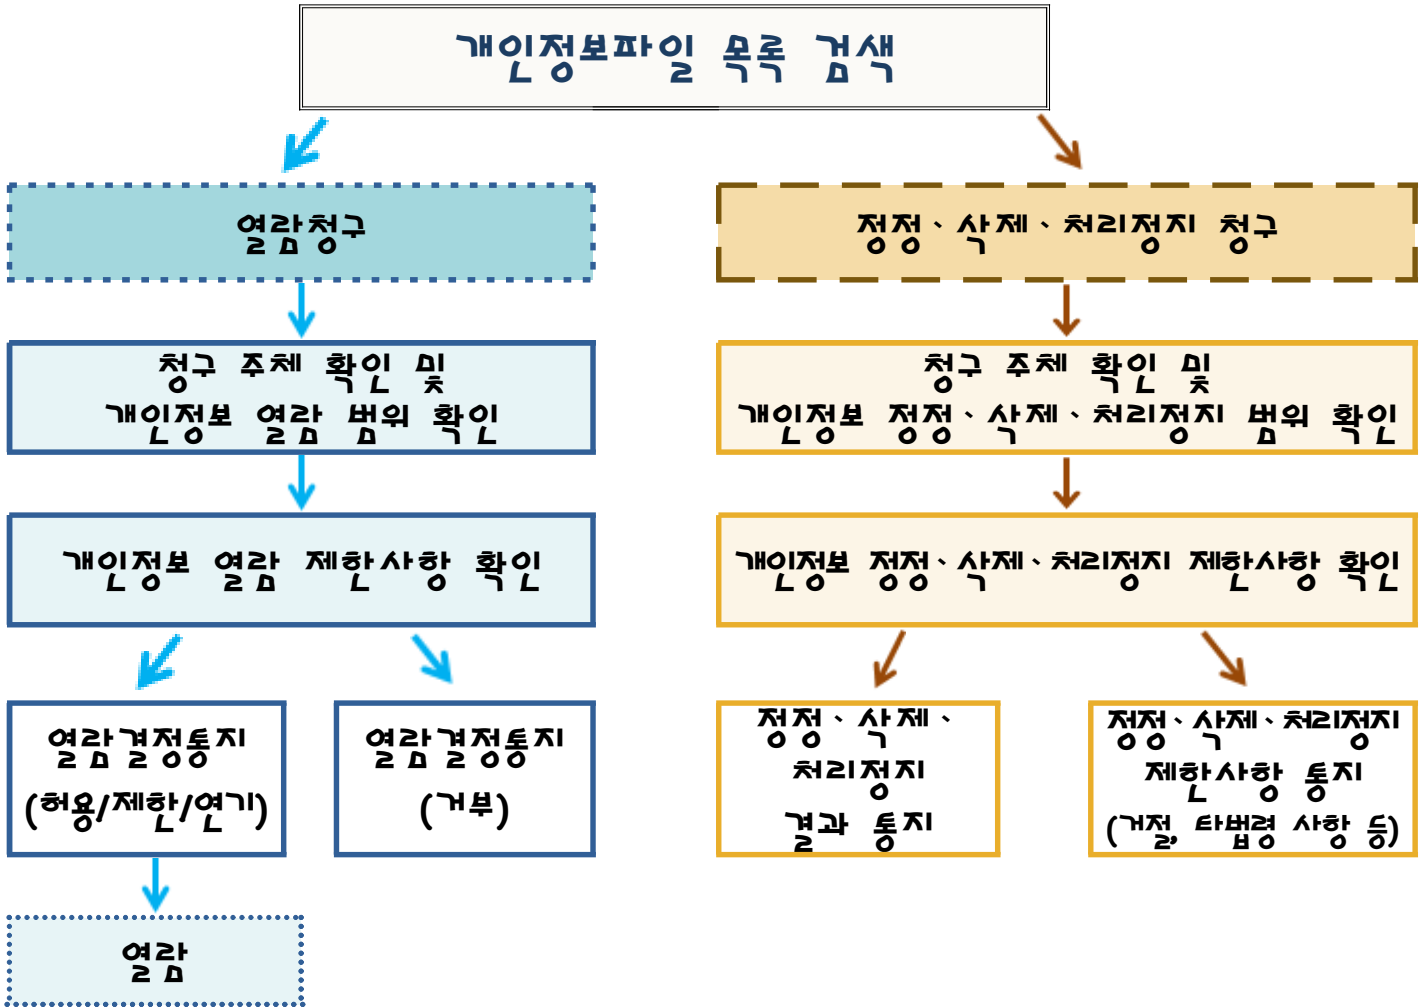 개인정보파일 목록 검색
열람청구
정정、삭제、처리정지 청구
청구 주체 확인 및
개인정보 열람 범위 확인
청구 주체 확인 및
개인정보 정정、삭제、처리정지 범위 확인
개인정보 열람 제한사항 확인
개인정보 정정、삭제、처리정지 제한사항 확인
열람결정통지
(허용/제한/연기)
열람결정통지
(거부)
정정、삭제、
처리정지
결과 통지
정정、삭제、처리정지
제한사항 통지
(거절, 타법령 사항 등)
열람